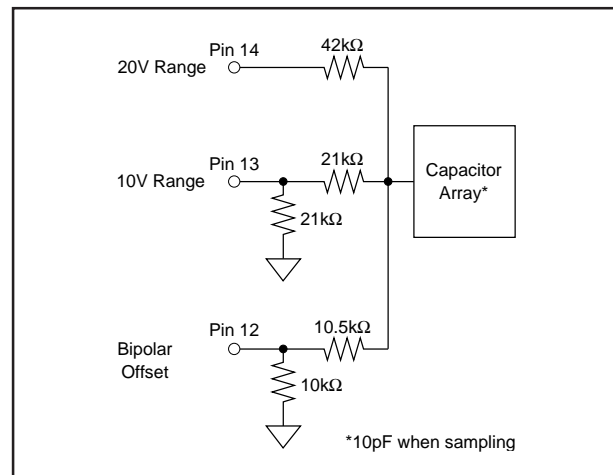 Pin 14
42kΩ
20V Range
Pin 13
21kΩ
10V Range
Capacitor
Array*
21kΩ
Pin 12
10.5kΩ
Bipolar
Offset
10kΩ
*10pF when sampling